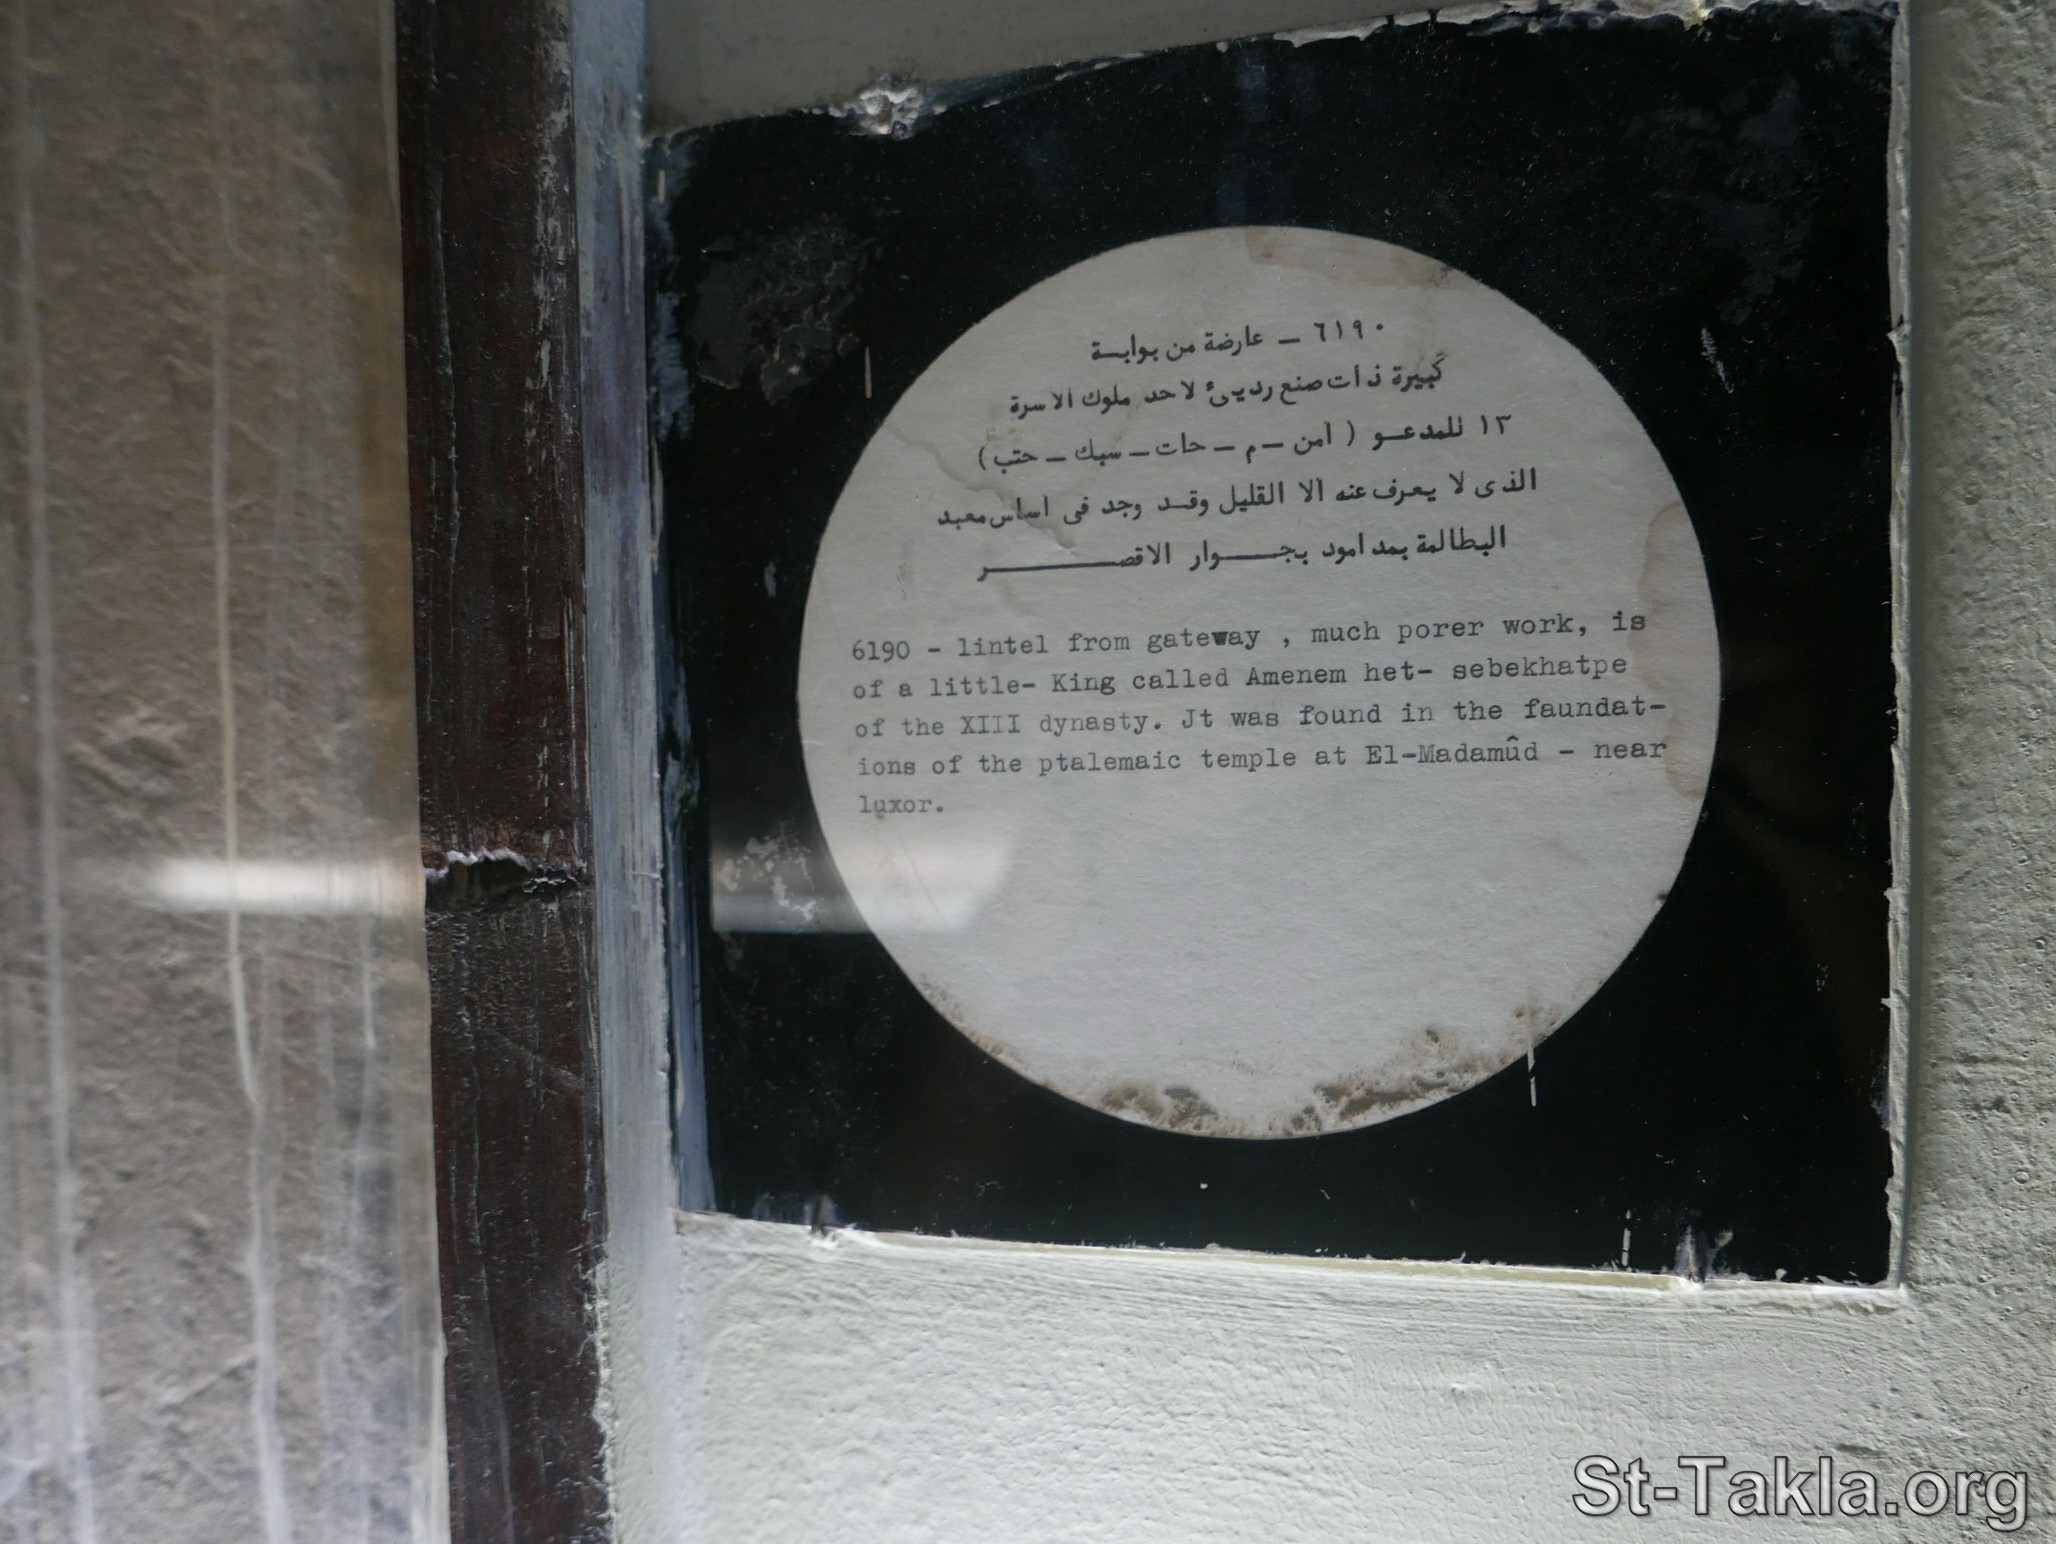 ٦١٩٠ ـ عارضة من بوابة
كبيرة ذات صنع رديئ لاحد ملوك الاسرة
١٣ للمدعو ( امن ـ م ـ حات ـ سبك ـ حتب )
الذى لا يعرف عنه الا القليل وقد وجد فى اساس معبد
البطالمة بمدامود بجوار الاقصر
6190 - lintel from gateway , much porer work, is
of a little- King called Amenem het- sebekhatpe
of the XIII dynasty. Jt was found in the faundat-
ions of the ptalemaic temple at El-Madamûd - near
luxor.
St-Takla.org